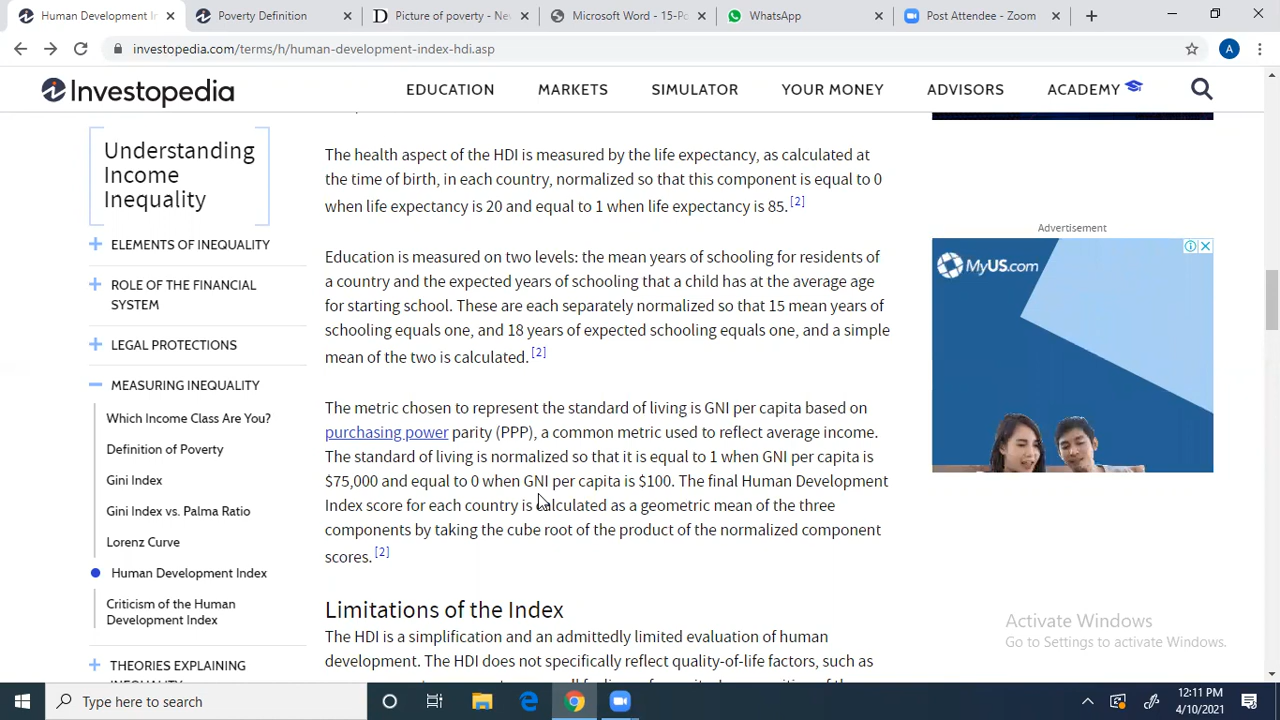 Human Development I
Poverty Definition
Picture of poverty - Ne
Microsoft Word - 15-Po
WhatsApp
Post Attendee - Zoom
investopedia.com/terms/h/human-development-index-hdi.asp
A
Investopedia
EDUCATION
MARKETS
SIMULATOR
YOUR MONEY
ADVISORS
ACADEMY
Understanding
Income
Inequality
ELEMENTS OF INEQUALITY
ROLE OF THE FINANCIAL
SYSTEM
LEGAL PROTECTIONS
MEASURING INEQUALITY
Which Income Class Are You?
Definition of Poverty
Gini Index
Gini Index vs. Palma Ratio
Lorenz Curve
Human Development Index
Criticism of the Human
Development Index
THEORIES EXPLAINING
The health aspect of the HDI is measured by the life expectancy, as calculated at
the time of birth, in each country, normalized so that this component is equal to 0
when life expectancy is 20 and equal to 1 when life expectancy is 85. [2]
Education is measured on two levels: the mean years of schooling for residents of
a country and the expected years of schooling that a child has at the average age
for starting school. These are each separately normalized so that 15 mean years of
schooling equals one, and 18 years of expected schooling equals one, and a simple
mean of the two is calculated. [2]
The metric chosen to represent the standard of living is GNI per capita based on
purchasing power parity (PPP), a common metric used to reflect average income.
The standard of living is normalized so that it is equal to 1 when GNI per capita is
$75,000 and equal to 0 when GNI per capita is $100. The final Human Development
Index score for each country is calculated as a geometric mean of the three
components by taking the cube root of the product of the normalized component
scores. [2]
Limitations of the Index
The HDI is a simplification and an admittedly limited evaluation of human
development. The HDI does not specifically reflect quality-of-life factors, such as
Advertisement
MyUS.com
Activate Windows
Go to Settings to activate Windows.
Type here to search
12:11 PM
4/10/2021